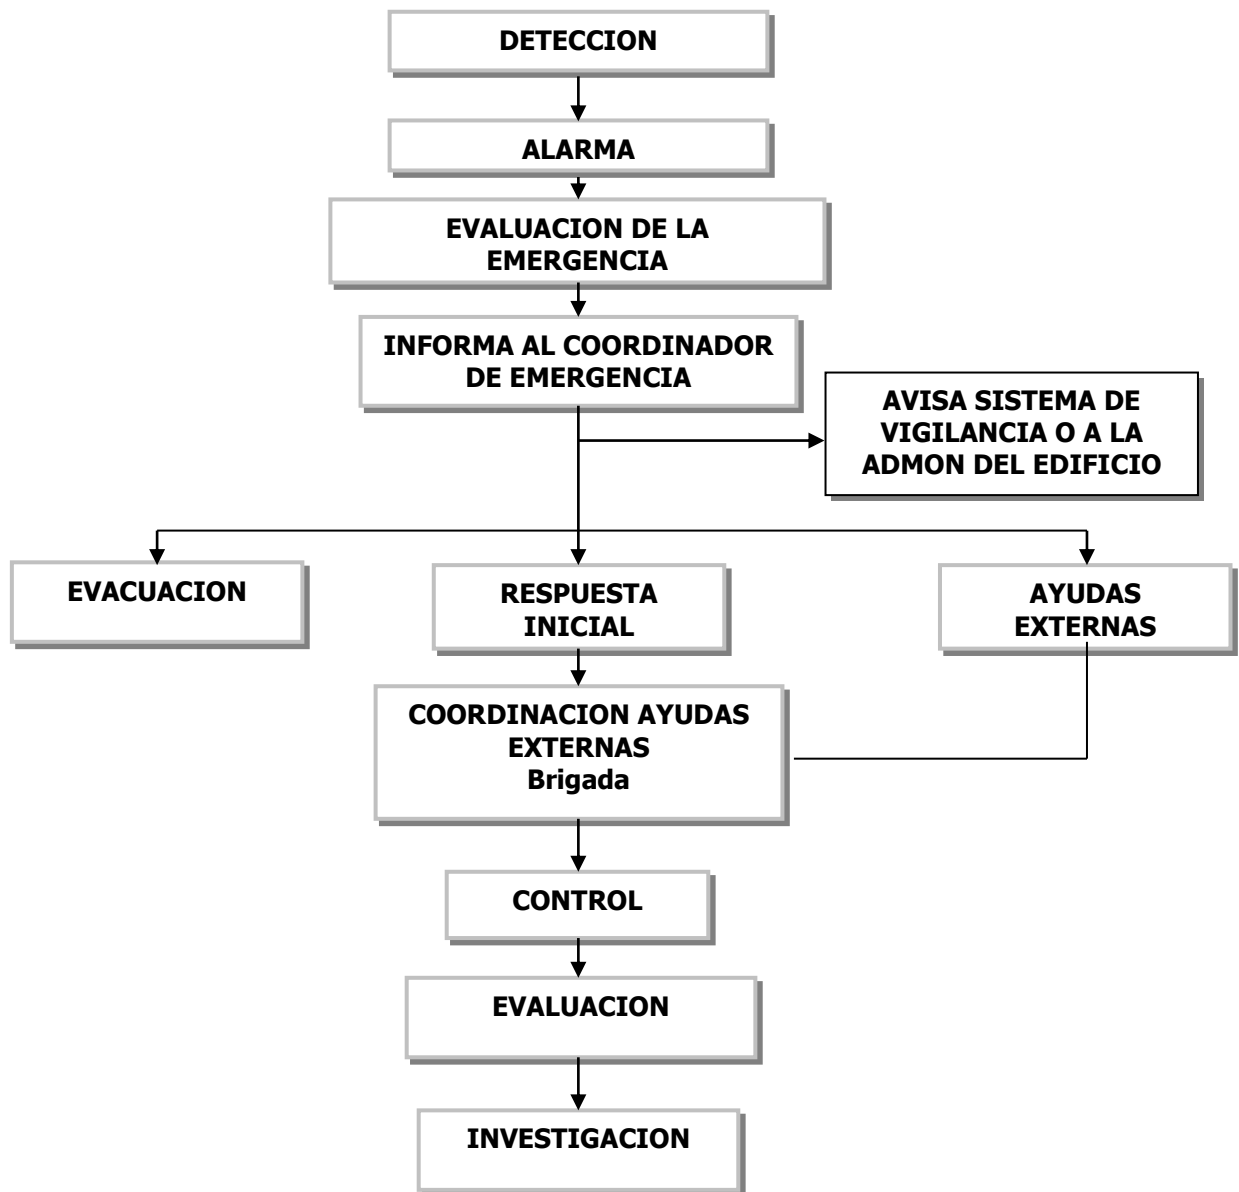 DETECCION
ALARMA
EVALUACION DE LA
EMERGENCIA
INFORMA AL COORDINADOR
DE EMERGENCIA
AVISA SISTEMA DE
VIGILANCIA O A LA
ADMON DEL EDIFICIO
EVACUACION
RESPUESTA
INICIAL
AYUDAS
EXTERNAS
COORDINACION AYUDAS
EXTERNAS
Brigada
CONTROL
EVALUACION
INVESTIGACION